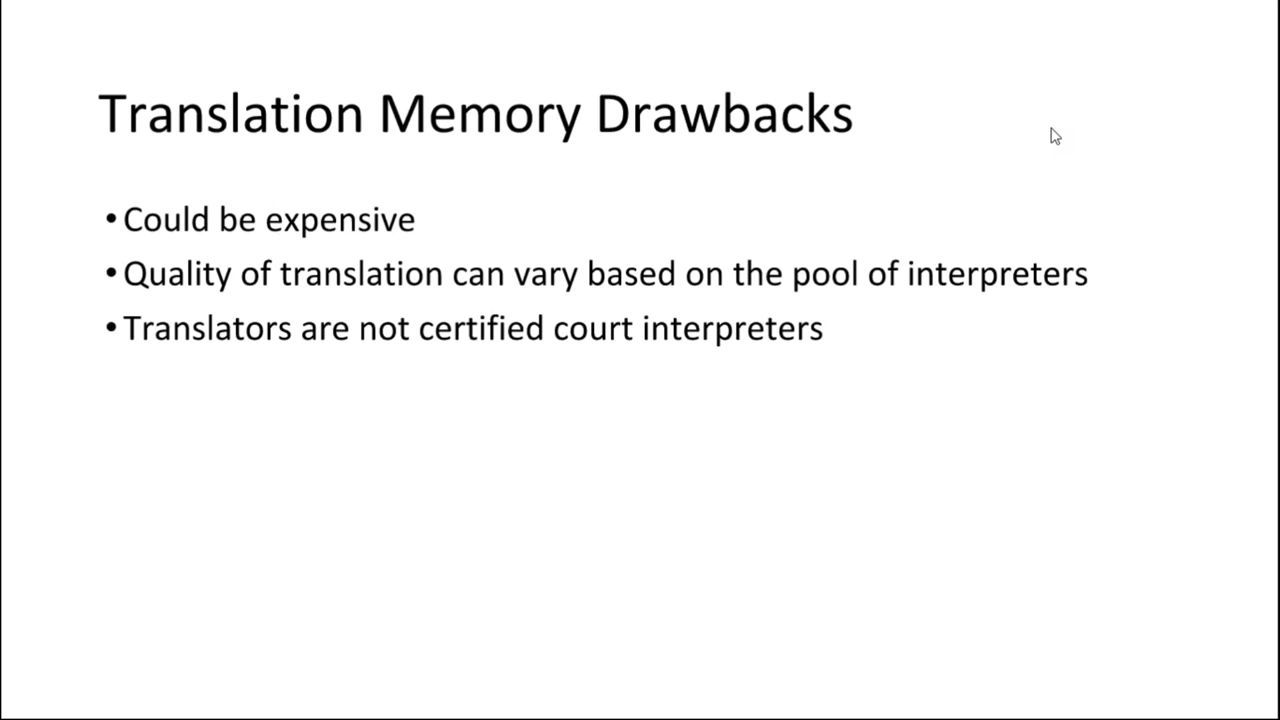 Translation Memory Drawbacks
•Could be expensive
•Quality of translation can vary based on the pool of interpreters
•Translators are not certified court interpreters